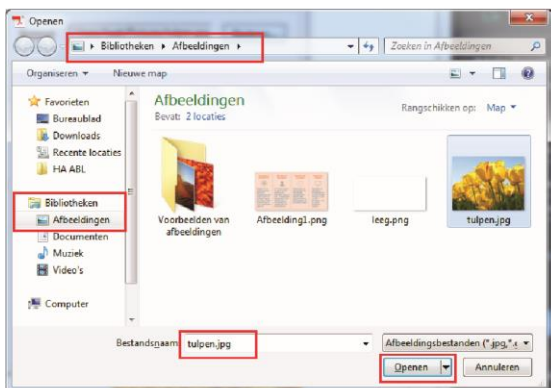 Openen
Bibliotheken Afbeeldingen
Zoeken in Afbeeldingen
Organiseren
Nieuwe map
Favorieten
Bureaublad
Downloads
Recente locaties
HA ABL
Bibliotheken
Afbeeldingen
Documenten
Muziek
Video's
Computer
Afbeeldingen
Bevat: 2 locaties
Rangschikken op: Map
Voorbeelden van
afbeeldingen
Afbeelding1.png
leeg.png
tulpen.jpg
Bestandsnaam: tulpen.jpg
Afbeeldingsbestanden (*.jpg,*.
Openen
Annuleren